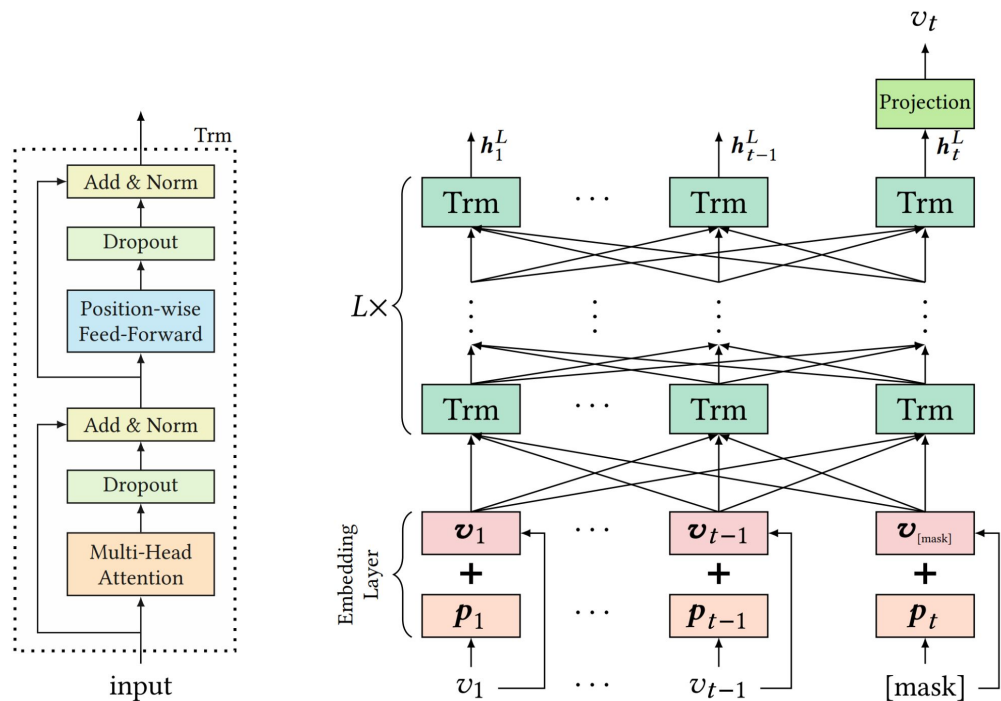 Trm
Add & Norm
Dropout
Position-wise
Feed-Forward
Add & Norm
Dropout
Multi-Head
Attention
input
v_t
Projection
h_1^L
h_{t-1}^L
h_t^L
Trm
...
Trm
Trm
L×
Trm
...
Trm
Trm
Embedding
Layer
v_1
...
v_{t-1}
v_[mask]
+
+
+
p_1
...
p_{t-1}
p_t
v_1
...
v_{t-1}
[mask]